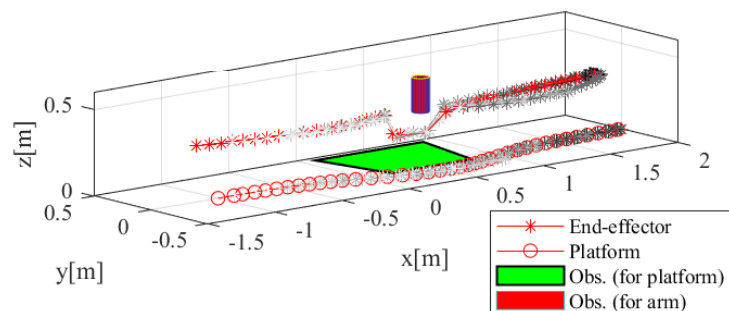 z[m]
0.5
0
0.5
0
-0.5
y[m]
-1.5
-1
-0.5
0
0.5
1
1.5
2
x[m]
End-effector
Platform
Obs. (for platform)
Obs. (for arm)